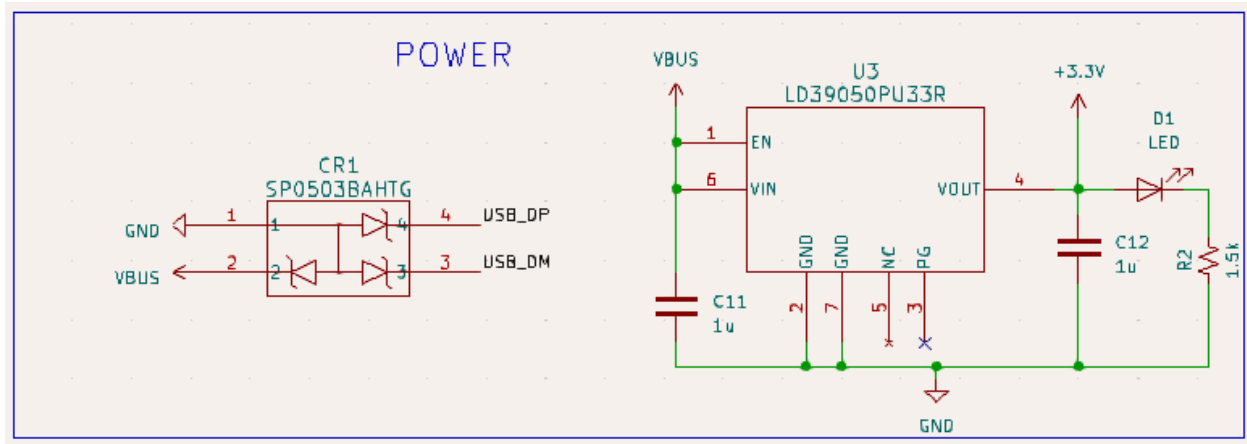 POWER
CR1
SP0503BAHTG
GND
1
1
4
4
USB_DP
VBUS
2
2
3
3
USB_DM
VBUS
U3
LD39050PU33R
+3.3V
D1
LED
1
EN
6
VIN
VOUT
4
GND
GND
NC
PG
2
7
5
3
C11
1u
C12
1u
R2
1.5k
GND